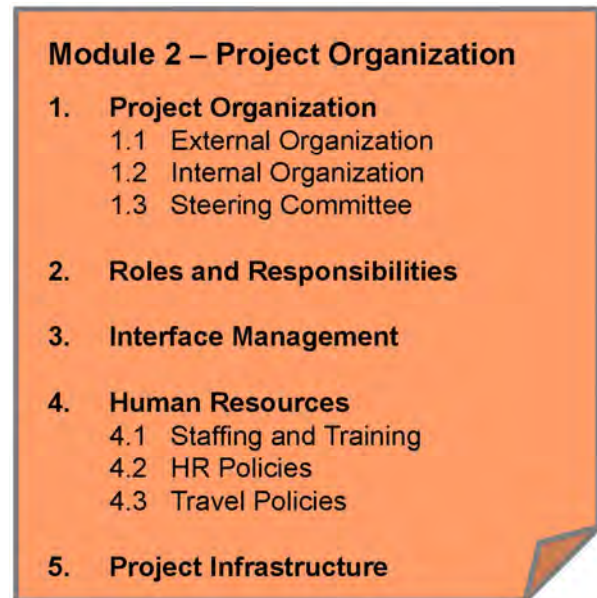 Module 2 – Project Organization
1. Project Organization
1.1 External Organization
1.2 Internal Organization
1.3 Steering Committee
2. Roles and Responsibilities
3. Interface Management
4. Human Resources
4.1 Staffing and Training
4.2 HR Policies
4.3 Travel Policies
5. Project Infrastructure